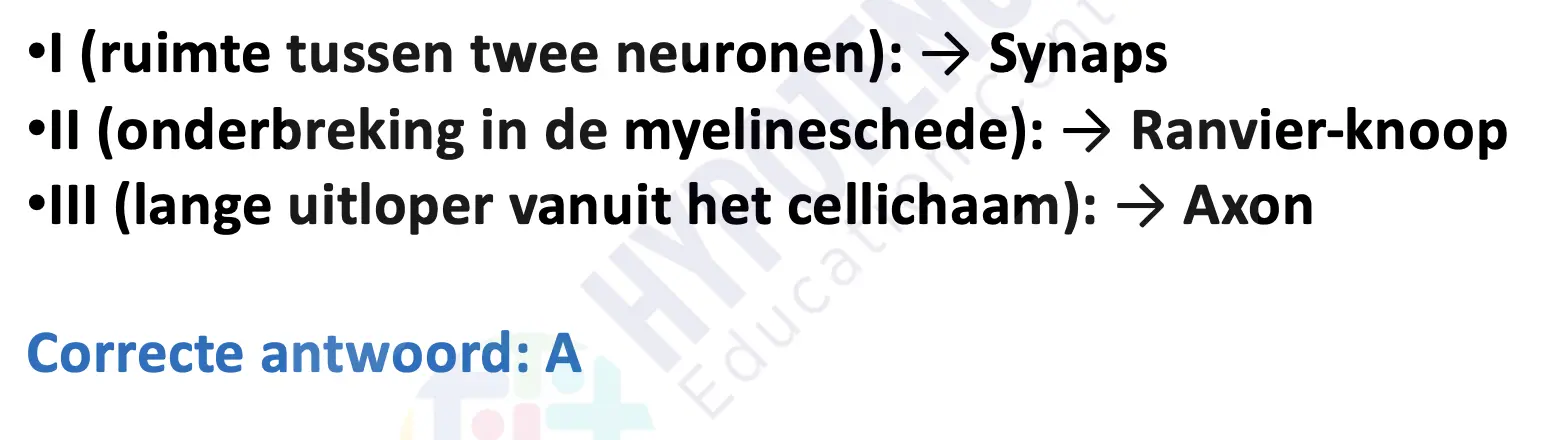 •I (ruimte tussen twee neuronen): → Synaps
•II (onderbreking in de myelineschede): → Ranvier-knoop
•III (lange uitloper vanuit het cellichaam): → Axon
Correcte antwoord: A
Education